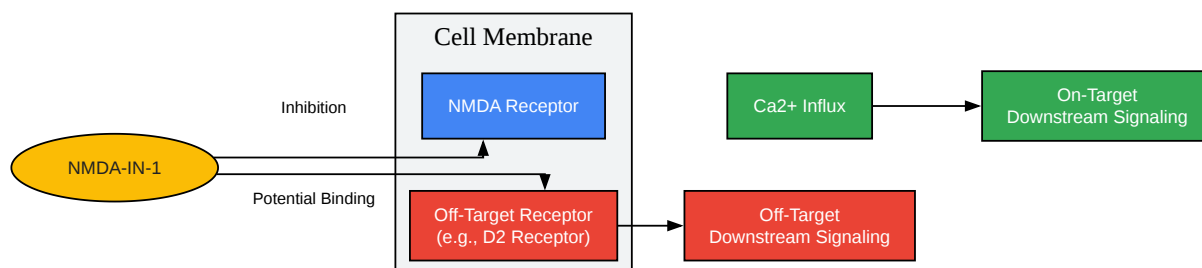 Cell Membrane
NMDA Receptor
Ca2+ Influx
On-Target
Downstream Signaling
Inhibition
NMDA-IN-1
Potential Binding
Off-Target Receptor
(e.g., D2 Receptor)
Off-Target
Downstream Signaling